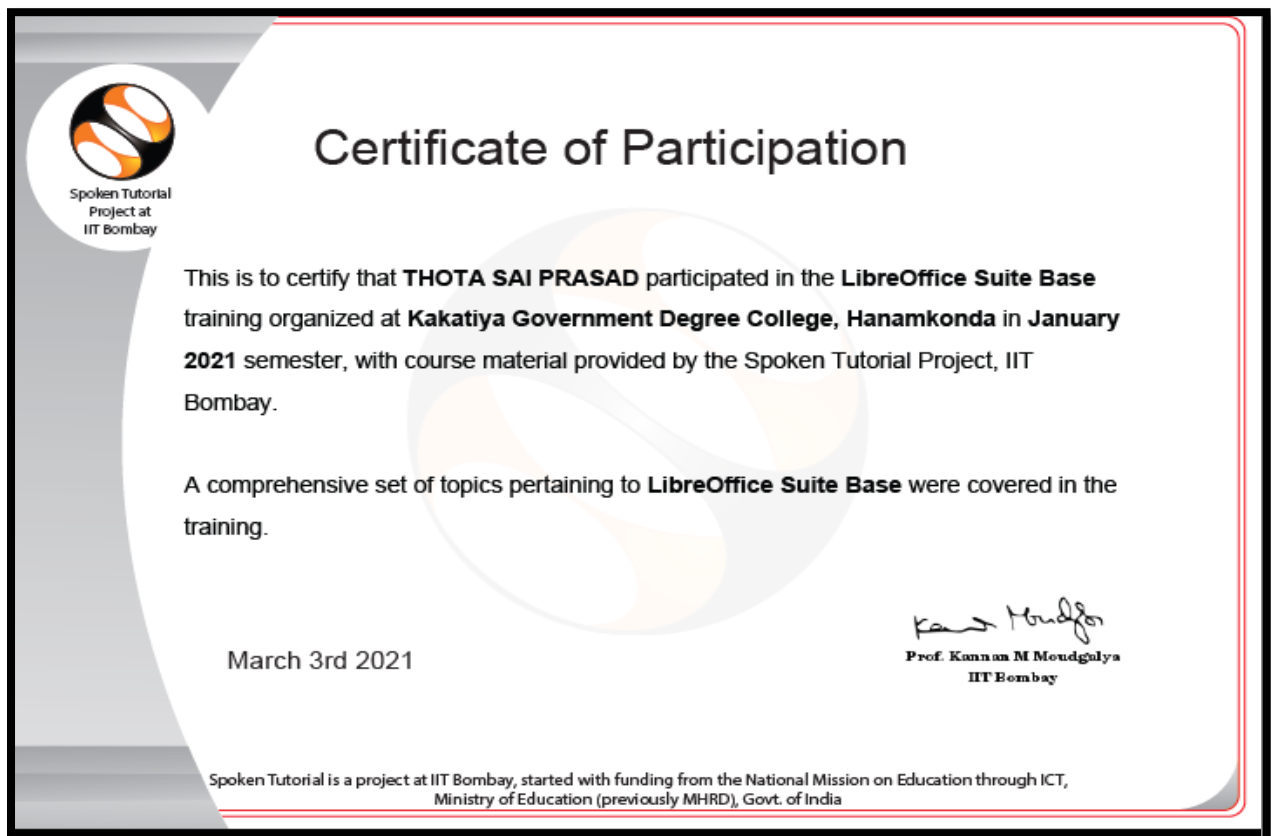 Spoken Tutorial
Project at
IIT Bombay
Certificate of Participation
This is to certify that THOTA SAI PRASAD participated in the LibreOffice Suite Base
training organized at Kakatiya Government Degree College, Hanamkonda in January
2021 semester, with course material provided by the Spoken Tutorial Project, IIT
Bombay.
A comprehensive set of topics pertaining to LibreOffice Suite Base were covered in the
training.
March 3rd 2021
Prof. Kannan M Moudgalya
IIT Bombay
Spoken Tutorial is a project at IIT Bombay, started with funding from the National Mission on Education through ICT,
Ministry of Education (previously MHRD), Govt. of India